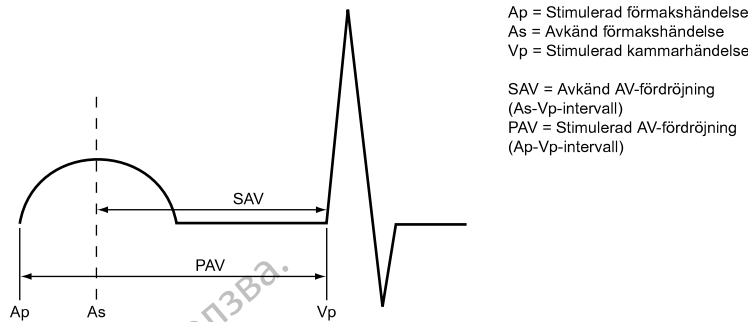 Ap = Stimulerad förmakshändelse
As = Avkänd förmakshändelse
Vp = Stimulerad kammarhändelse
SAV = Avkänd AV-fördröjning
(As-Vp-intervall)
PAV = Stimulerad AV-fördröjning
(Ap-Vp-intervall)
SAV
PAV
Ap
As
Vp